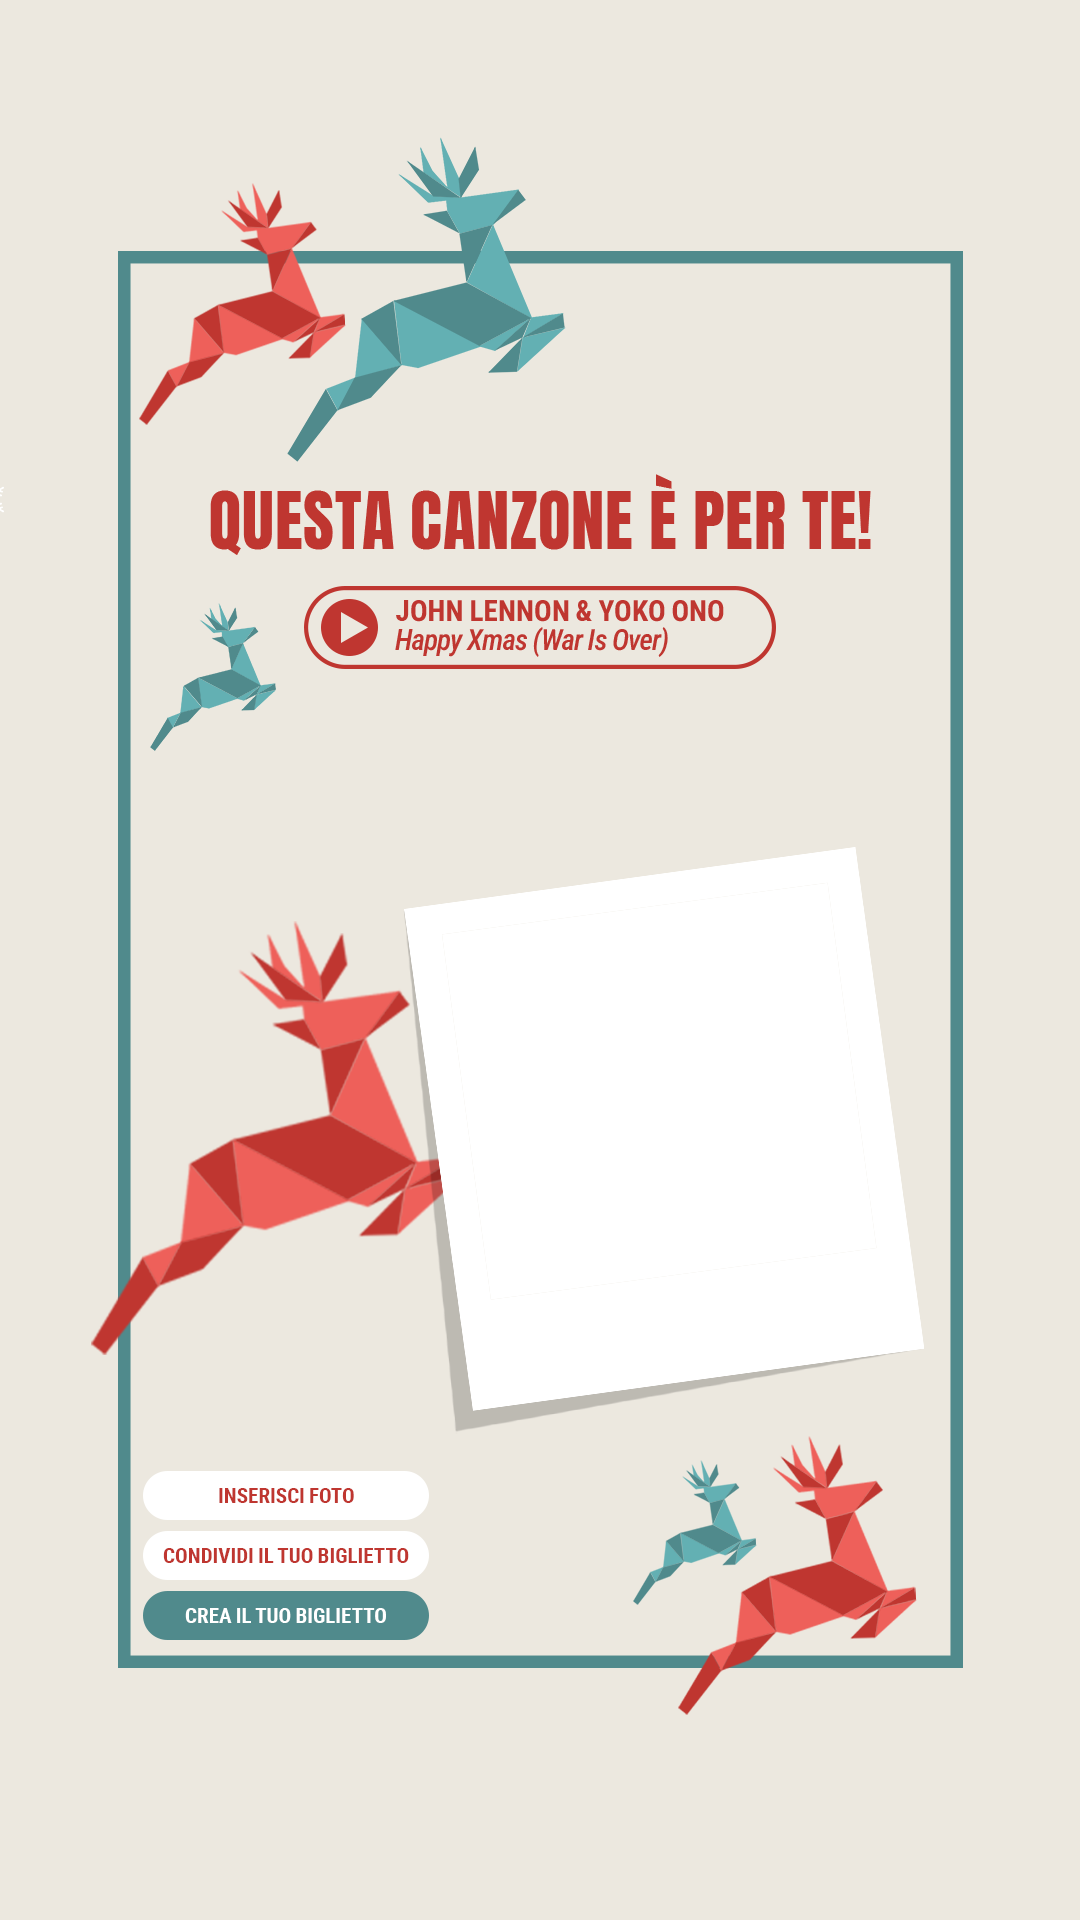 QUESTA CANZONE È PER TE!
JOHN LENNON & YOKO ONO
Happy Xmas (War Is Over)
INSERISCI FOTO
CONDIVIDI IL TUO BIGLIETTO
CREA IL TUO BIGLIETTO